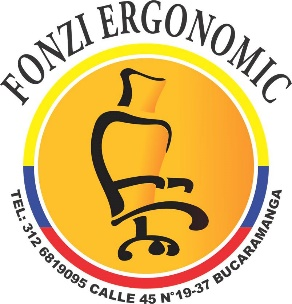 FONZI ERGONOMIC
TEL: 312 6819095 CALLE 45 N°19-37 BUCARAMANGA